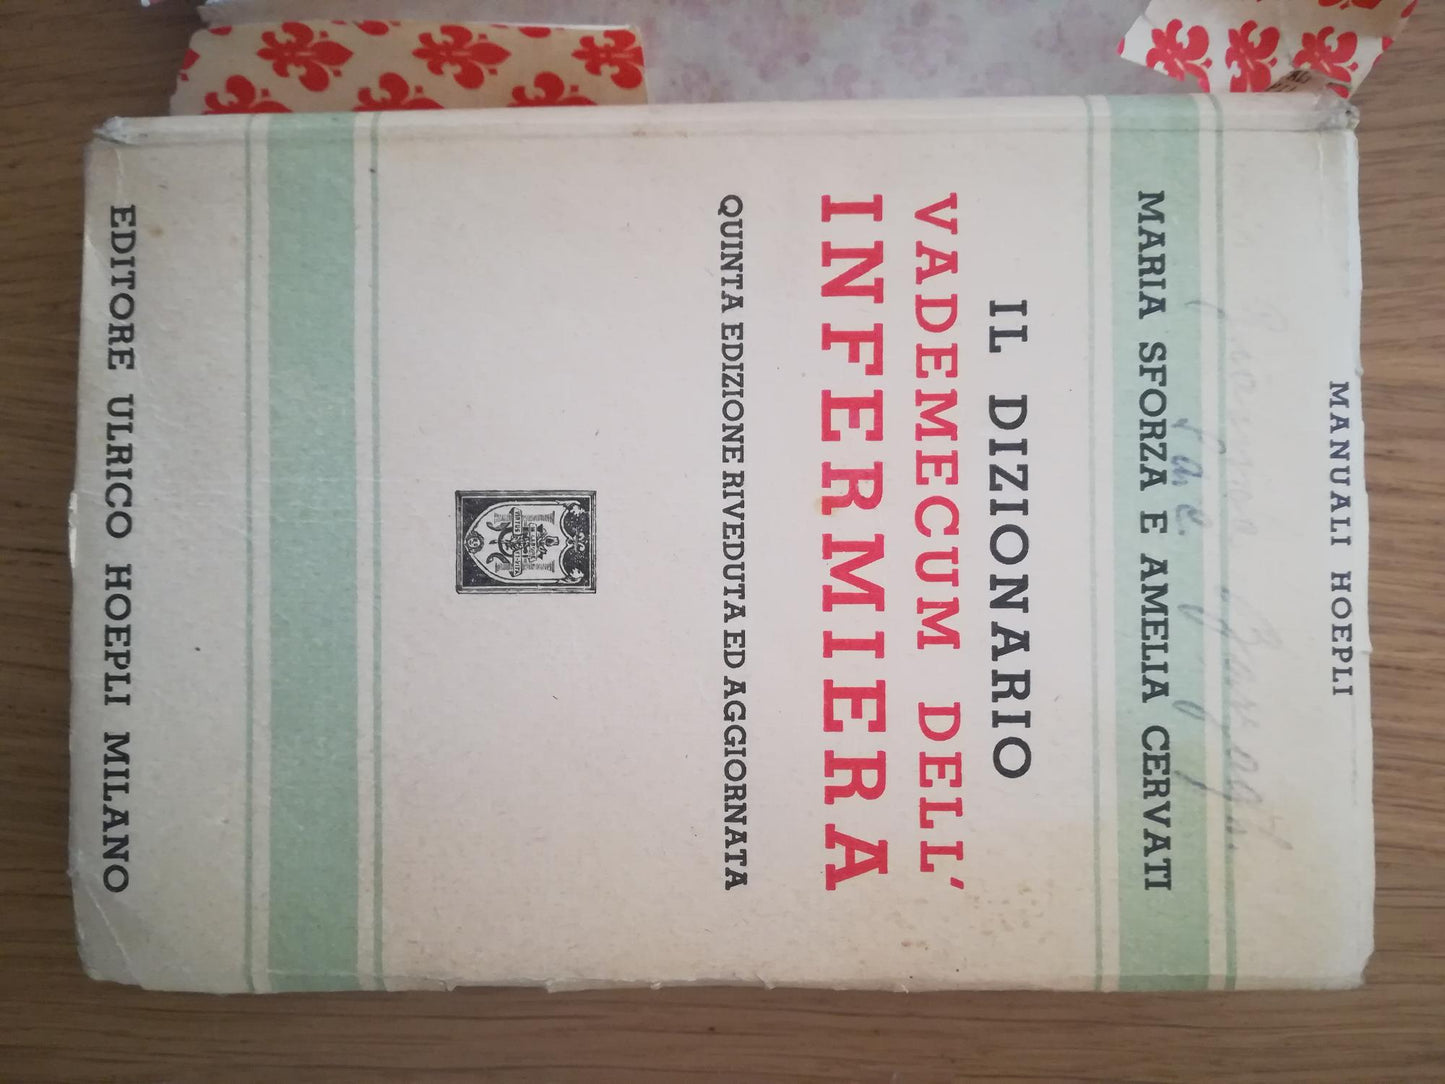 MANUALI HOEPLI
MARIA SFORZA E AMELIA CERVATI
IL DIZIONARIO
VADEMECUM DELL'
INFERMIERA
QUINTA EDIZIONE RIVEDUTA ED AGGIORNATA
EDITORE ULRICO HOEPLI MILANO